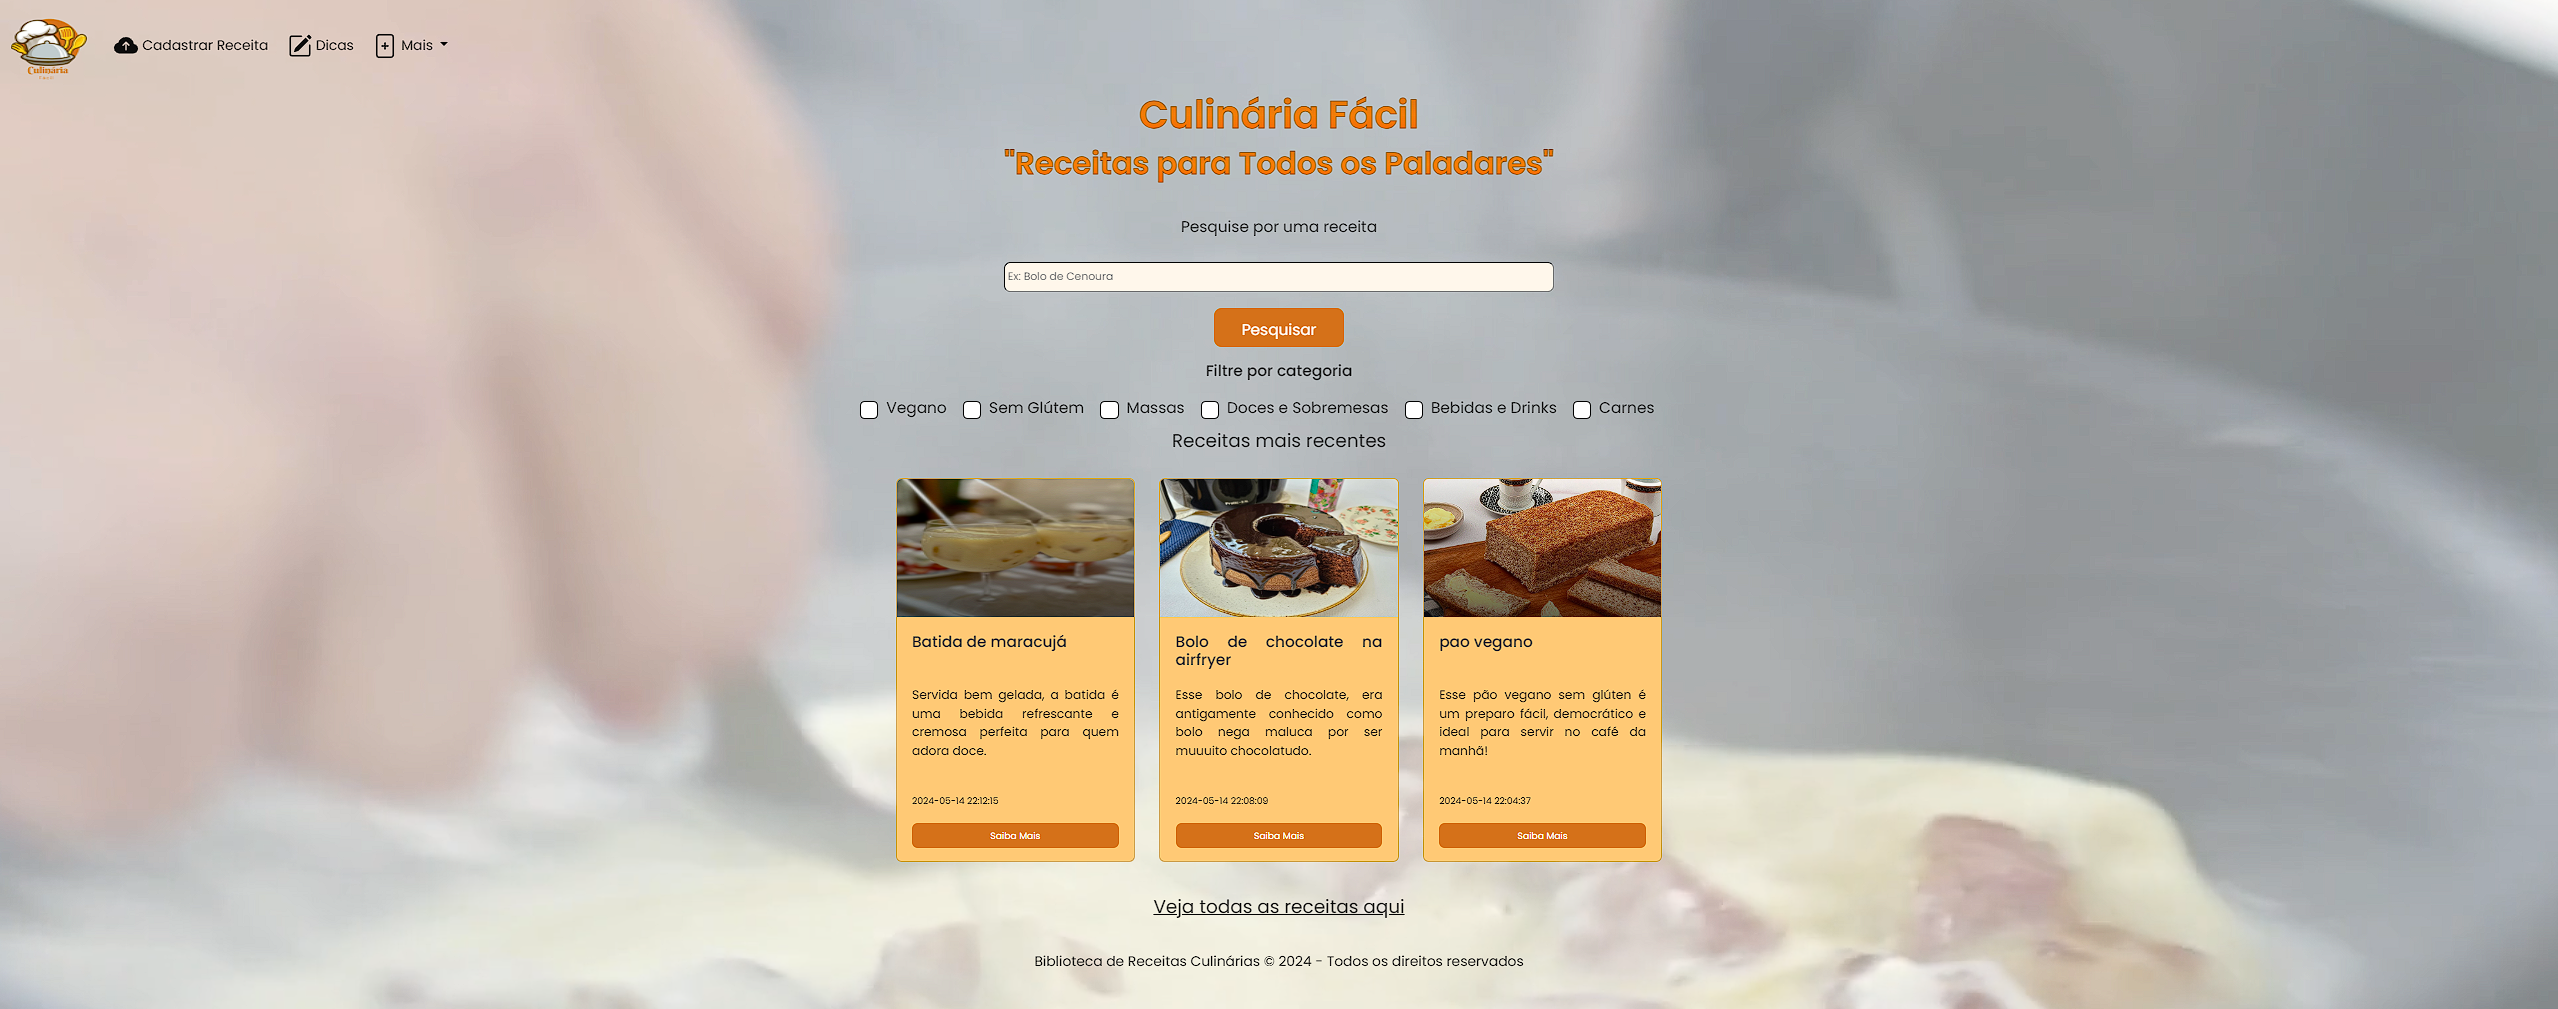 Culinária
Fácil
Cadastrar Receita
Dicas
Mais
Culinária Fácil
"Receitas para Todos os Paladares"
Pesquise por uma receita
Ex: Bolo de Cenoura
Pesquisar
Filtre por categoria
Vegano
Sem Glútem
Massas
Doces e Sobremesas
Bebidas e Drinks
Carnes
Receitas mais recentes
Batida de maracujá
Servida bem gelada, a batida é
uma bebida refrescante e
cremosa perfeita para quem
adora doce.
2024-05-14 22:12:15
Saiba Mais
Bolo de chocolate na
airfryer
Esse bolo de chocolate, era
antigamente conhecido como
bolo nega maluca por ser
muuuito chocolatudo.
2024-05-14 22:08:09
Saiba Mais
pao vegano
Esse pão vegano sem glúten é
um preparo fácil, democrático e
ideal para servir no café da
manhã!
2024-05-14 22:04:37
Saiba Mais
Veja todas as receitas aqui
Biblioteca de Receitas Culinárias © 2024 - Todos os direitos reservados